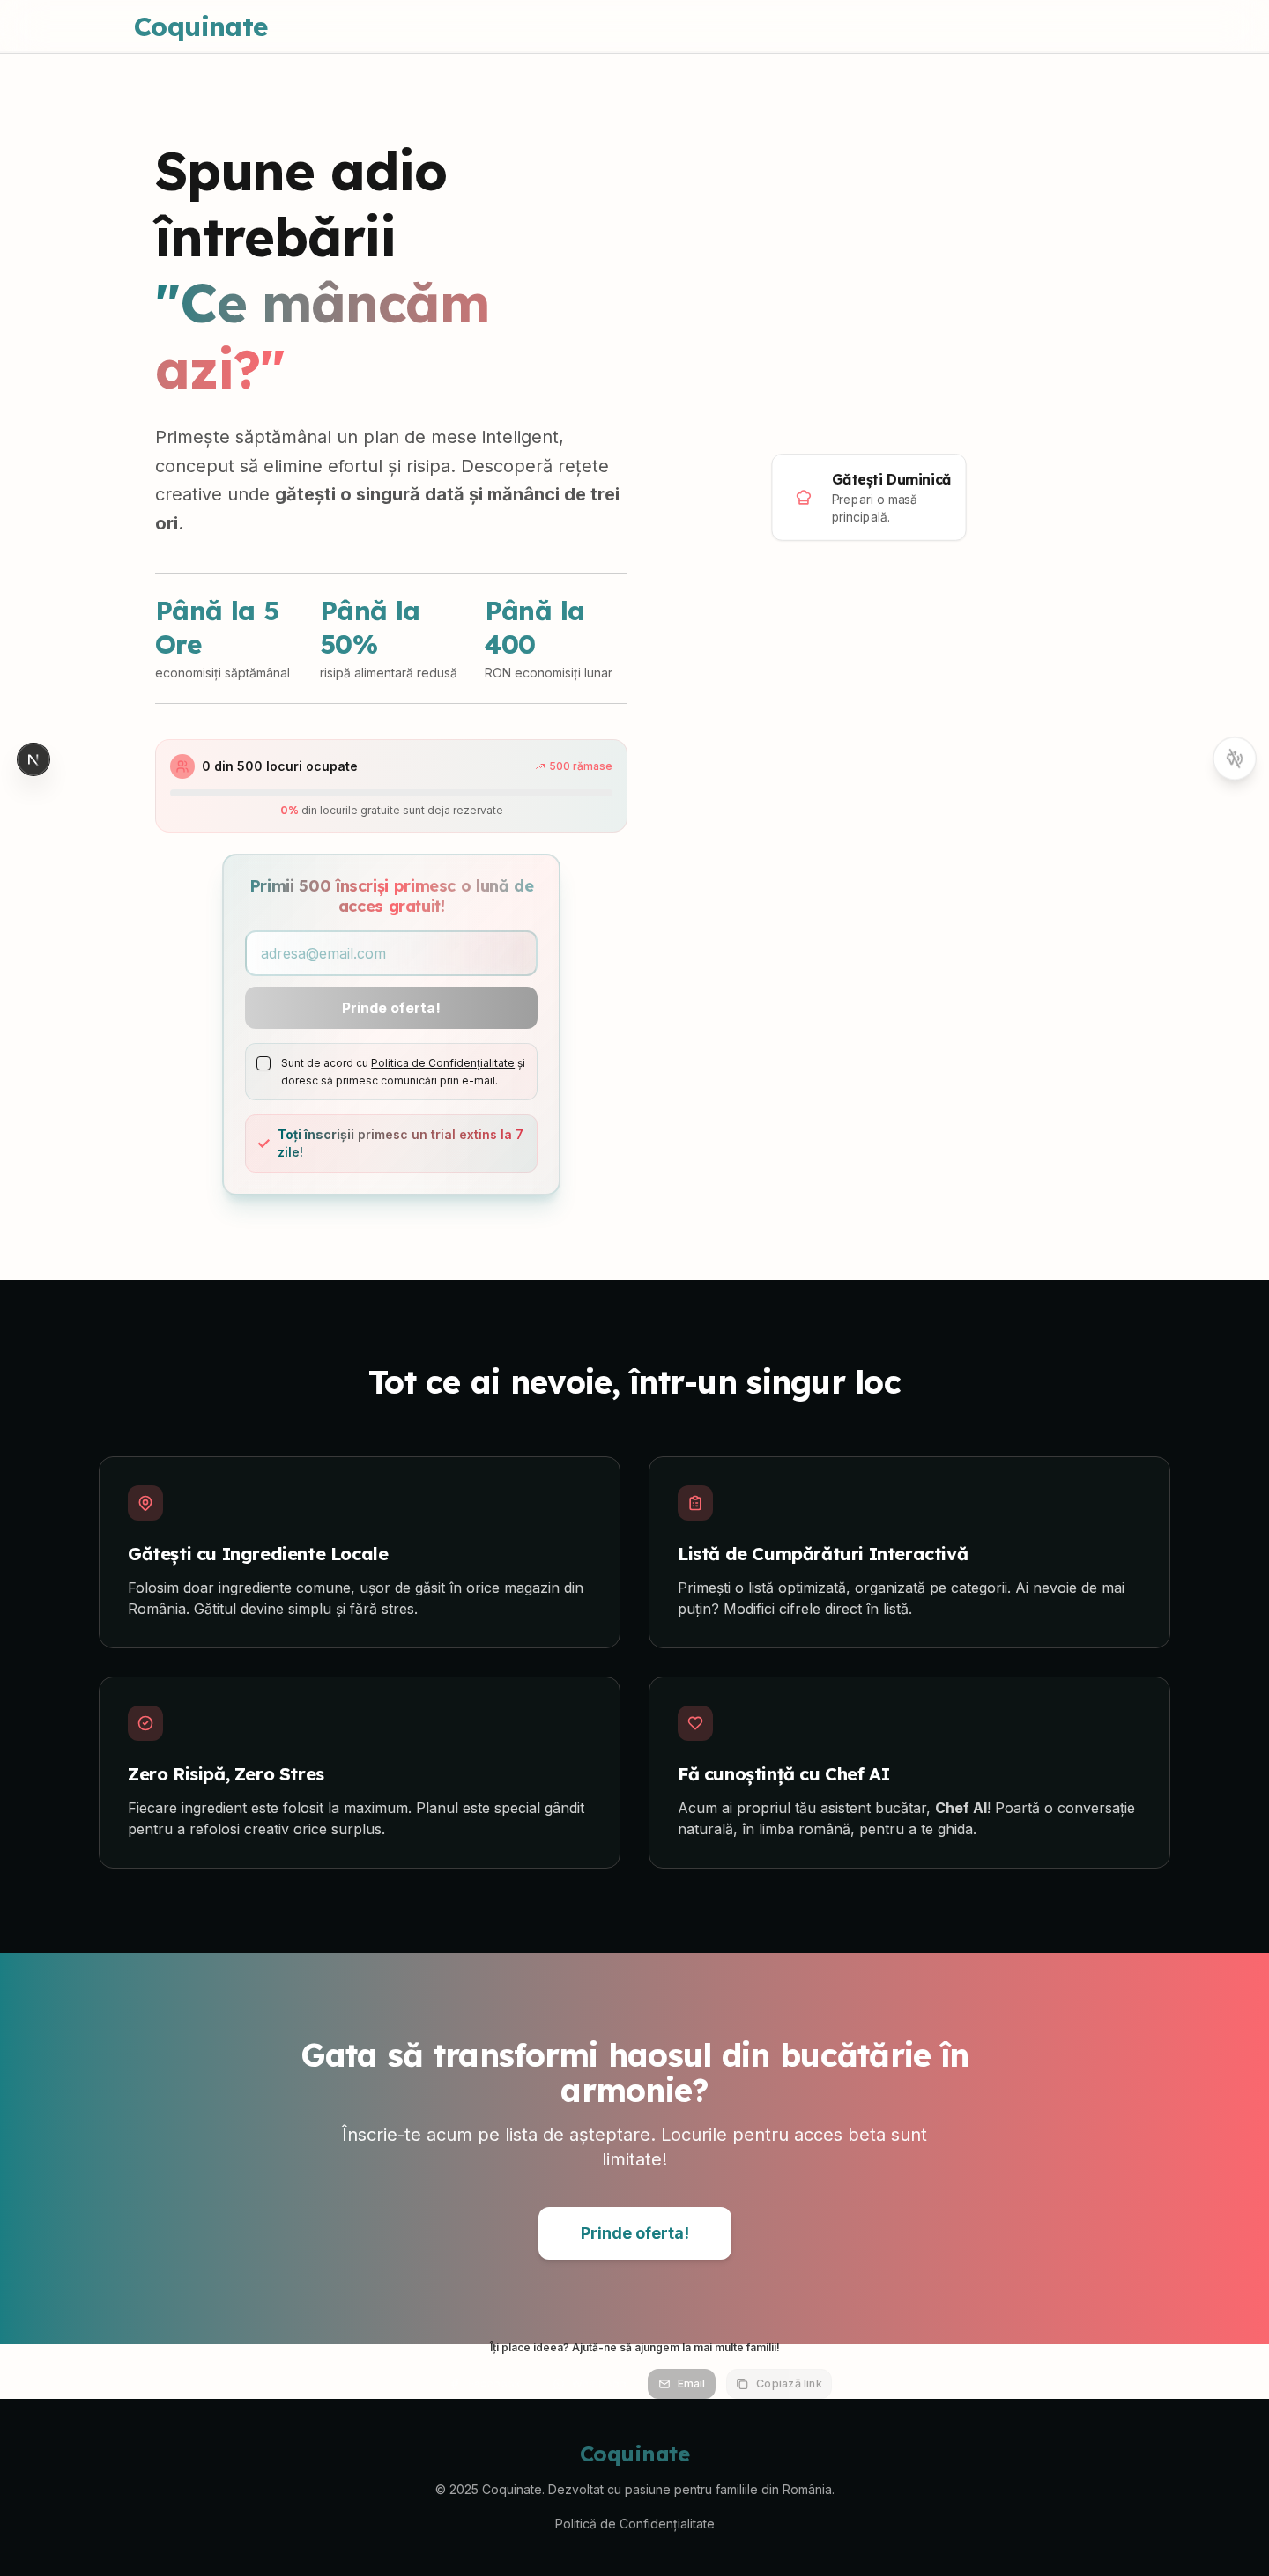 Coquinate
Spune adio
întrebării
"Ce mâncăm
azi?"
Primește săptămânal un plan de mese inteligent,
conceput să elimine efortul și risipa. Descoperă rețete
creative unde gătești o singură dată și mănânci de trei
ori.
Gătești Duminică
Prepari o masă
principală.
Până la 5
Ore
economisiți săptămânal
Până la
50%
risipă alimentară redusă
Până la
400
RON economisiți lunar
N
0 din 500 locuri ocupate
500 rămase
0% din locurile gratuite sunt deja rezervate
Primii 500 înscriși primesc o lună de
acces gratuit!
adresa@email.com
Prinde oferta!
Sunt de acord cu Politica de Confidențialitate și
doresc să primesc comunicări prin e-mail.
Toți înscrișii primesc un trial extins la 7
zile!
Tot ce ai nevoie, într-un singur loc
Gătești cu Ingrediente Locale
Folosim doar ingrediente comune, ușor de găsit în orice magazin din
România. Gătitul devine simplu și fără stres.
Listă de Cumpărături Interactivă
Primești o listă optimizată, organizată pe categorii. Ai nevoie de mai
puțin? Modifici cifrele direct în listă.
Zero Risipă, Zero Stres
Fiecare ingredient este folosit la maximum. Planul este special gândit
pentru a refolosi creativ orice surplus.
Fă cunoștință cu Chef AI
Acum ai propriul tău asistent bucătar, Chef AI! Poartă o conversație
naturală, în limba română, pentru a te ghida.
Gata să transformi haosul din bucătărie în
armonie?
Înscrie-te acum pe lista de așteptare. Locurile pentru acces beta sunt
limitate!
Prinde oferta!
Îți place ideea? Ajută-ne să ajungem la mai multe familii!
Email
Copiază link
Coquinate
© 2025 Coquinate. Dezvoltat cu pasiune pentru familiile din România.
Politică de Confidențialitate